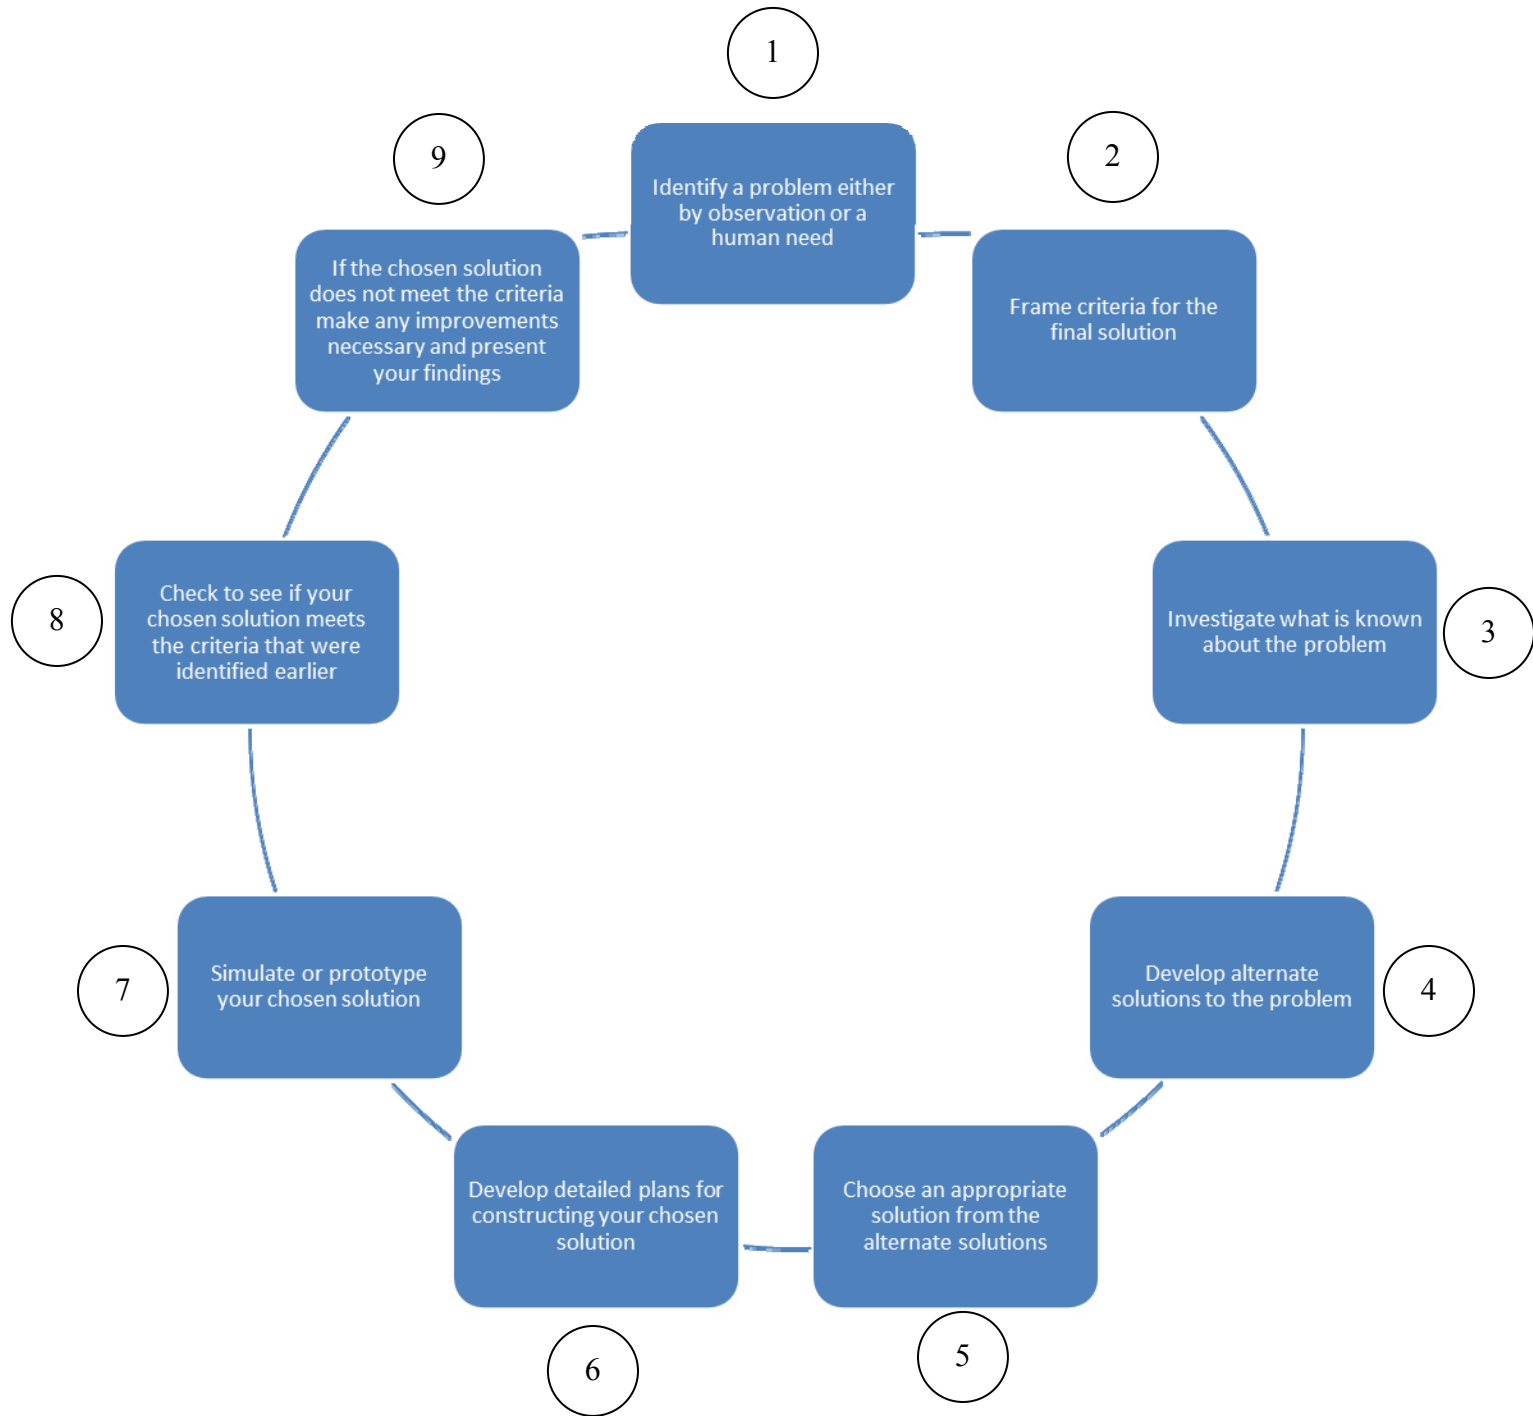 1
Identify a problem either
by observation or a
human need
2
Frame criteria for the
final solution
3
Investigate what is known
about the problem
4
Develop alternate
solutions to the problem
5
Choose an appropriate
solution from the
alternate solutions
6
Develop detailed plans for
constructing your chosen
solution
7
Simulate or prototype
your chosen solution
8
Check to see if your
chosen solution meets
the criteria that were
identified earlier
9
If the chosen solution
does not meet the criteria
make any improvements
necessary and present
your findings